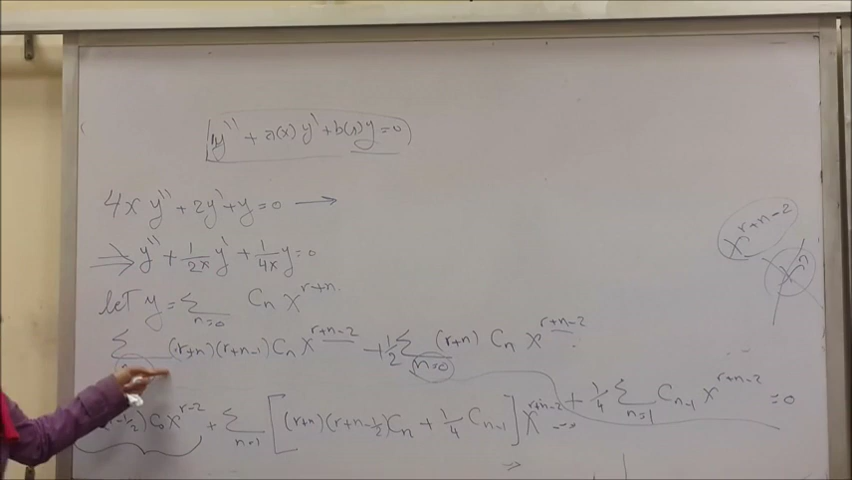 y'' + a(x) y' + b(x) y = 0
4x y'' + 2y' + y = 0 →
⇒ y'' + 1/2x y' + 1/4x y = 0
x^{r+n-2}
x^n
let y = Σ_{n=0} C_n x^{r+n}
Σ (r+n)(r+n-1) C_n x^{r+n-2} + 1/2 Σ_{n=0} (r+n) C_n x^{r+n-2}
+ 1/4 Σ_{n=1} C_{n-1} x^{r+n-2} = 0
-1/2) C_0 x^{r-2} + Σ_{n=1} [(r+n)(r+n-1/2) C_n + 1/4 C_{n-1}] x^{r+n-2}